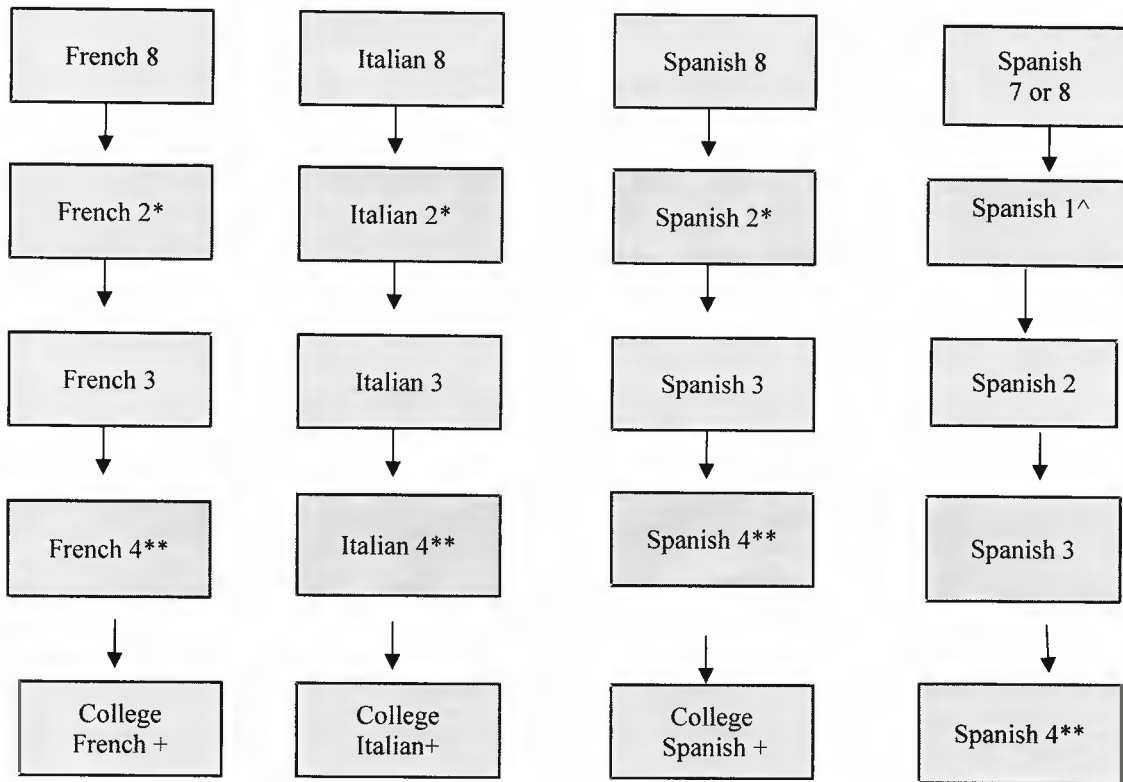 French 8
Italian 8
Spanish 8
Spanish
7 or 8
French 2*
Italian 2*
Spanish 2*
Spanish 1^
French 3
Italian 3
Spanish 3
Spanish 2
French 4**
Italian 4**
Spanish 4**
Spanish 3
College
French +
College
Italian+
College
Spanish +
Spanish 4**